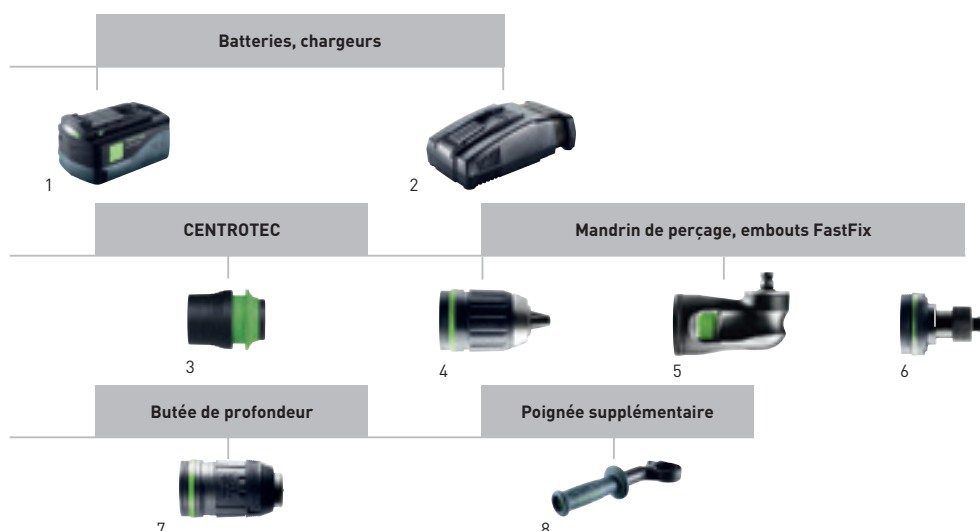 Batteries, chargeurs
1
2
CENTROTEC
Mandrin de perçage, embouts FastFix
3
4
5
6
Butée de profondeur
Poignée supplémentaire
7
8